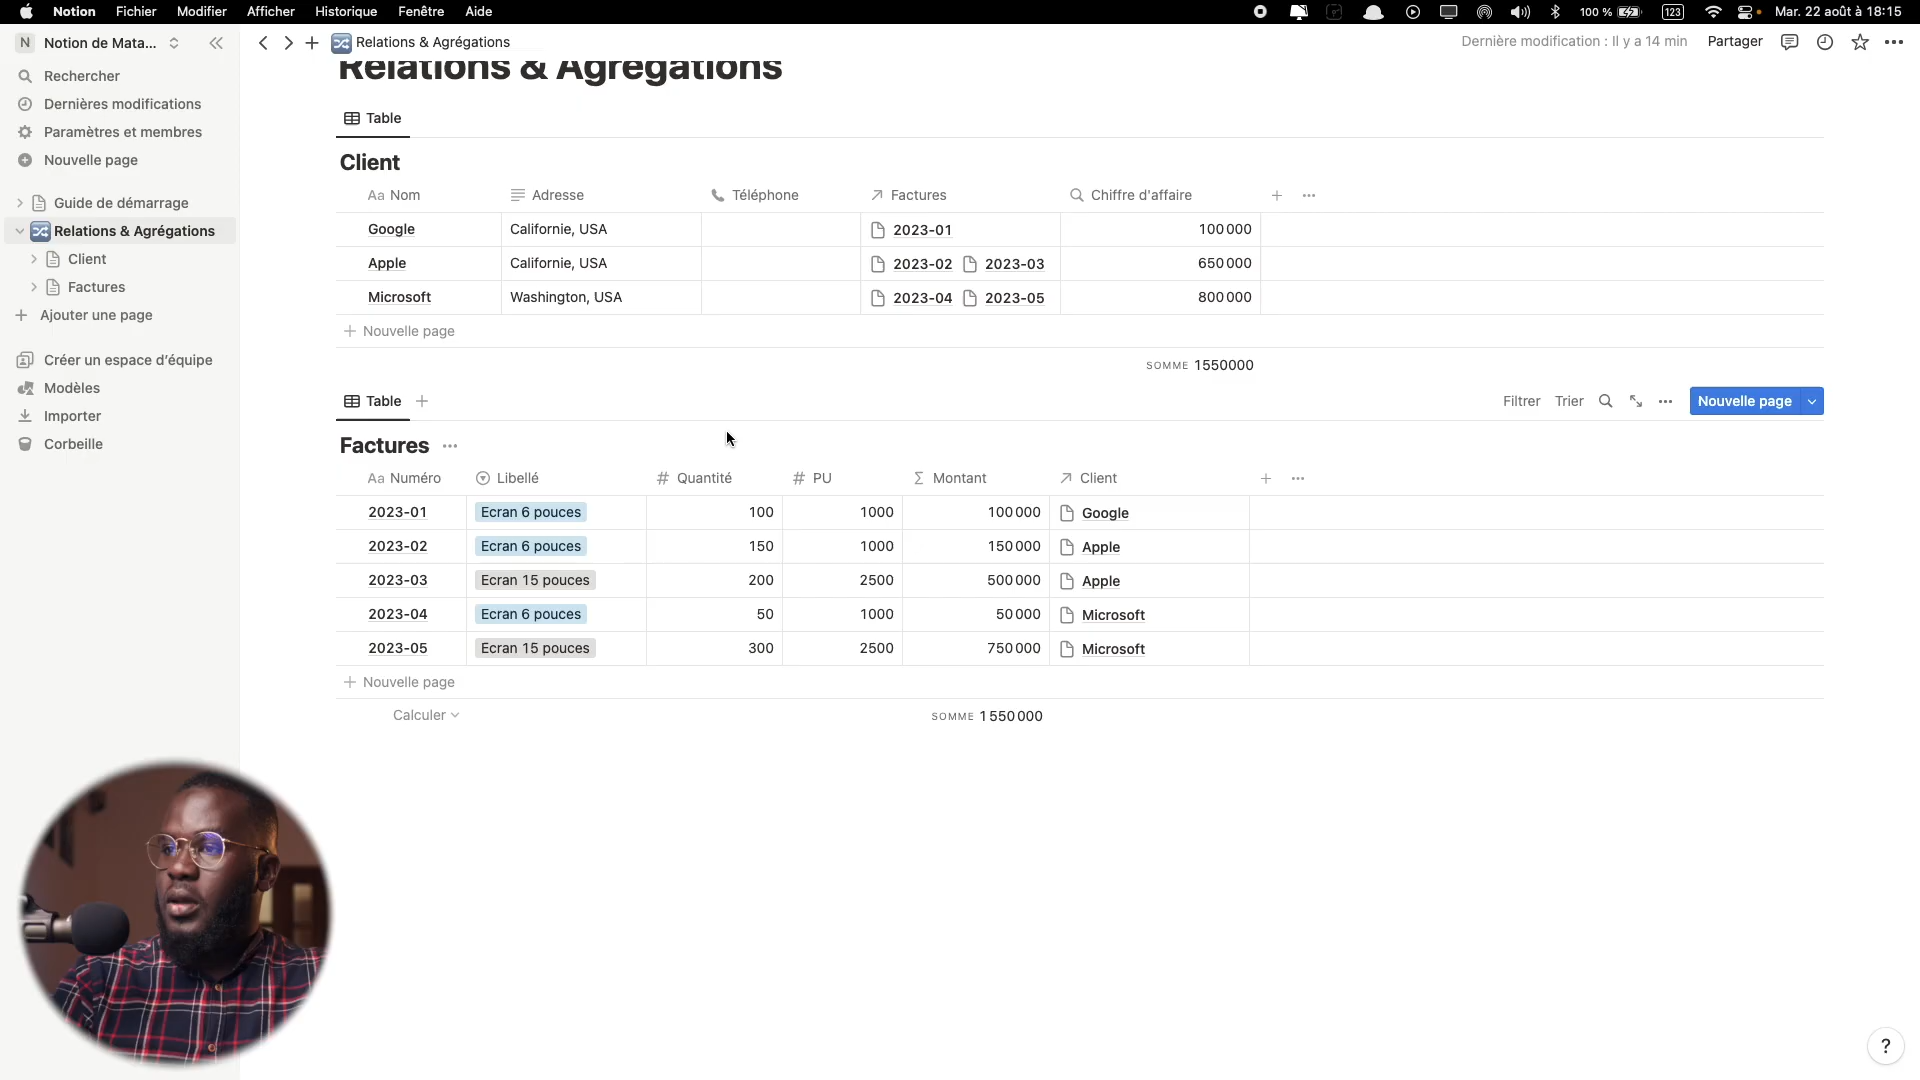 Notion Fichier Modifier Afficher Historique Fenêtre Aide 100 % 123 Mar. 22 août à 18:15
N Notion de Mata... Relations & Agrégations Dernière modification : Il y a 14 min Partager
Rechercher
Dernières modifications
Paramètres et membres
Nouvelle page
Guide de démarrage
Relations & Agrégations
Client
Factures
Ajouter une page
Créer un espace d'équipe
Modèles
Importer
Corbeille
Relations & Agrégations
Table
Client
Aa Nom Adresse Téléphone Factures Chiffre d'affaire
Google Californie, USA 2023-01 100 000
Apple Californie, USA 2023-02 2023-03 650 000
Microsoft Washington, USA 2023-04 2023-05 800 000
+ Nouvelle page
SOMME 1550000
Table + Filtrer Trier Nouvelle page
Factures
Aa Numéro Libellé # Quantité # PU Σ Montant Client
2023-01 Ecran 6 pouces 100 1000 100 000 Google
2023-02 Ecran 6 pouces 150 1000 150 000 Apple
2023-03 Ecran 15 pouces 200 2500 500 000 Apple
2023-04 Ecran 6 pouces 50 1000 50 000 Microsoft
2023-05 Ecran 15 pouces 300 2500 750 000 Microsoft
+ Nouvelle page
Calculer SOMME 1 550 000
?